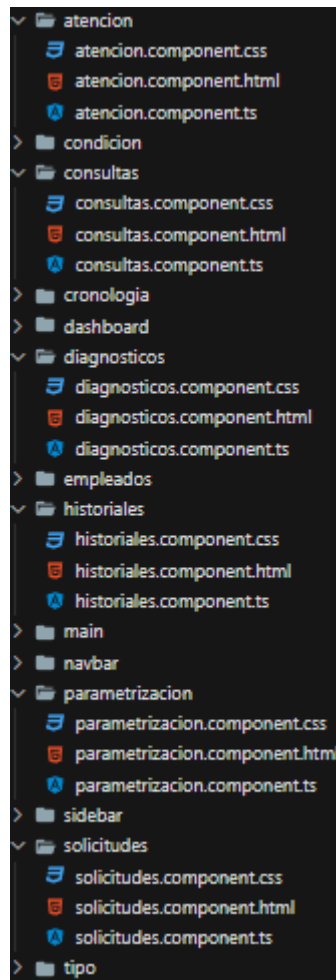 atencion
atencion.component.css
atencion.component.html
atencion.component.ts
condicion
consultas
consultas.component.css
consultas.component.html
consultas.component.ts
cronologia
dashboard
diagnosticos
diagnosticos.component.css
diagnosticos.component.html
diagnosticos.component.ts
empleados
historiales
historiales.component.css
historiales.component.html
historiales.component.ts
main
navbar
parametrizacion
parametrizacion.component.css
parametrizacion.component.html
parametrizacion.component.ts
sidebar
solicitudes
solicitudes.component.css
solicitudes.component.html
solicitudes.component.ts
tipo